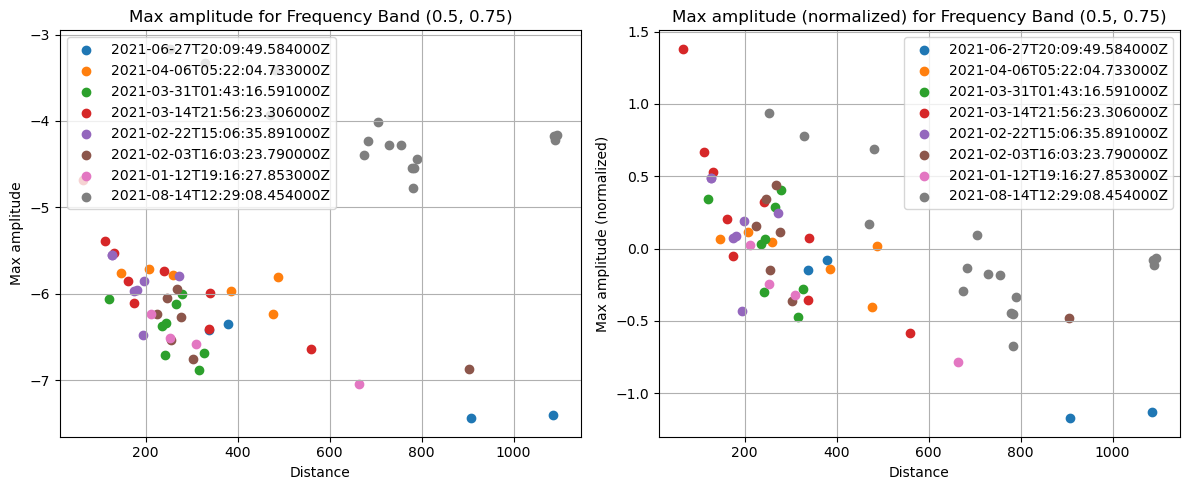 Max amplitude for Frequency Band (0.5, 0.75)
Max amplitude
−3
−4
−5
−6
−7
2021-06-27T20:09:49.584000Z
2021-04-06T05:22:04.733000Z
2021-03-31T01:43:16.591000Z
2021-03-14T21:56:23.306000Z
2021-02-22T15:06:35.891000Z
2021-02-03T16:03:23.790000Z
2021-01-12T19:16:27.853000Z
2021-08-14T12:29:08.454000Z
200
400
600
800
1000
Distance
Max amplitude (normalized) for Frequency Band (0.5, 0.75)
Max amplitude (normalized)
1.5
1.0
0.5
0.0
−0.5
−1.0
2021-06-27T20:09:49.584000Z
2021-04-06T05:22:04.733000Z
2021-03-31T01:43:16.591000Z
2021-03-14T21:56:23.306000Z
2021-02-22T15:06:35.891000Z
2021-02-03T16:03:23.790000Z
2021-01-12T19:16:27.853000Z
2021-08-14T12:29:08.454000Z
200
400
600
800
1000
Distance